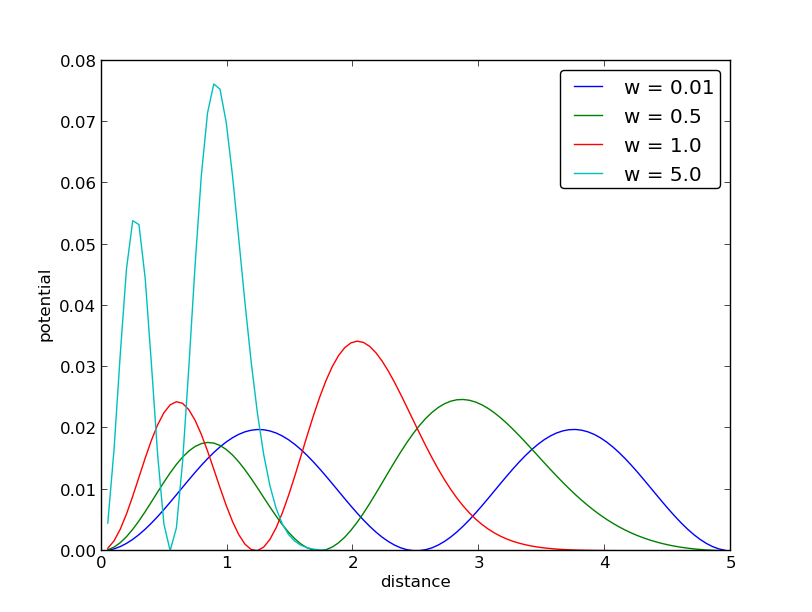 0.08
0.07
0.06
0.05
0.04
0.03
0.02
0.01
0.00
potential
w = 0.01
w = 0.5
w = 1.0
w = 5.0
0 1 2 3 4 5
distance